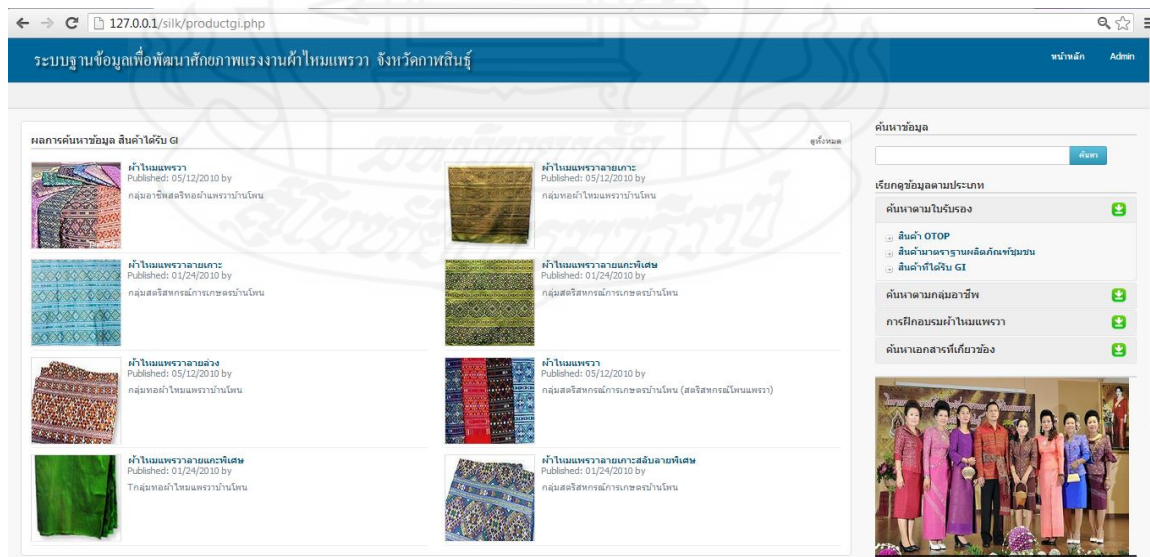 127.0.0.1/silk/productgi.php
ระบบฐานข้อมูลเพื่อพัฒนาศักยภาพแรงงานผ้าไหมแพรวา จังหวัดกาฬสินธุ์
หน้าหลัก Admin
ผลการค้นหาข้อมูล สินค้าได้รับ GI
ดูทั้งหมด
ผ้าไหมแพรวา
Published: 05/12/2010 by
กลุ่มอาชีพสตรีทอผ้าแพรวาบ้านโพน
ผ้าไหมแพรวาลายเกาะ
Published: 05/12/2010 by
กลุ่มทอผ้าไหมแพรวาบ้านโพน
ผ้าไหมแพรวาลายเกาะ
Published: 01/24/2010 by
กลุ่มสตรีสหกรณ์การเกษตรบ้านโพน
ผ้าไหมแพรวาลายแกะพิเศษ
Published: 01/24/2010 by
กลุ่มสตรีสหกรณ์การเกษตรบ้านโพน
ผ้าไหมแพรวาลายล่วง
Published: 05/12/2010 by
กลุ่มทอผ้าไหมแพรวาบ้านโพน
ผ้าไหมแพรวา
Published: 05/12/2010 by
กลุ่มสตรีสหกรณ์การเกษตรบ้านโพน (สตรีสหกรณ์โพนแพรวา)
ผ้าไหมแพรวาลายแกะพิเศษ
Published: 01/24/2010 by
Tกลุ่มทอผ้าไหมแพรวาบ้านโพน
ผ้าไหมแพรวาลายเกาะสลับลายพิเศษ
Published: 01/24/2010 by
กลุ่มสตรีสหกรณ์การเกษตรบ้านโพน
ค้นหาข้อมูล
ค้นหา
เรียกดูข้อมูลตามประเภท
ค้นหาตามใบรับรอง
สินค้า OTOP
สินค้ามาตราฐานผลิตภัณฑ์ชุมชน
สินค้าที่ได้รับ GI
ค้นหาตามกลุ่มอาชีพ
การฝึกอบรมผ้าไหมแพรวา
ค้นหาเอกสารที่เกี่ยวข้อง